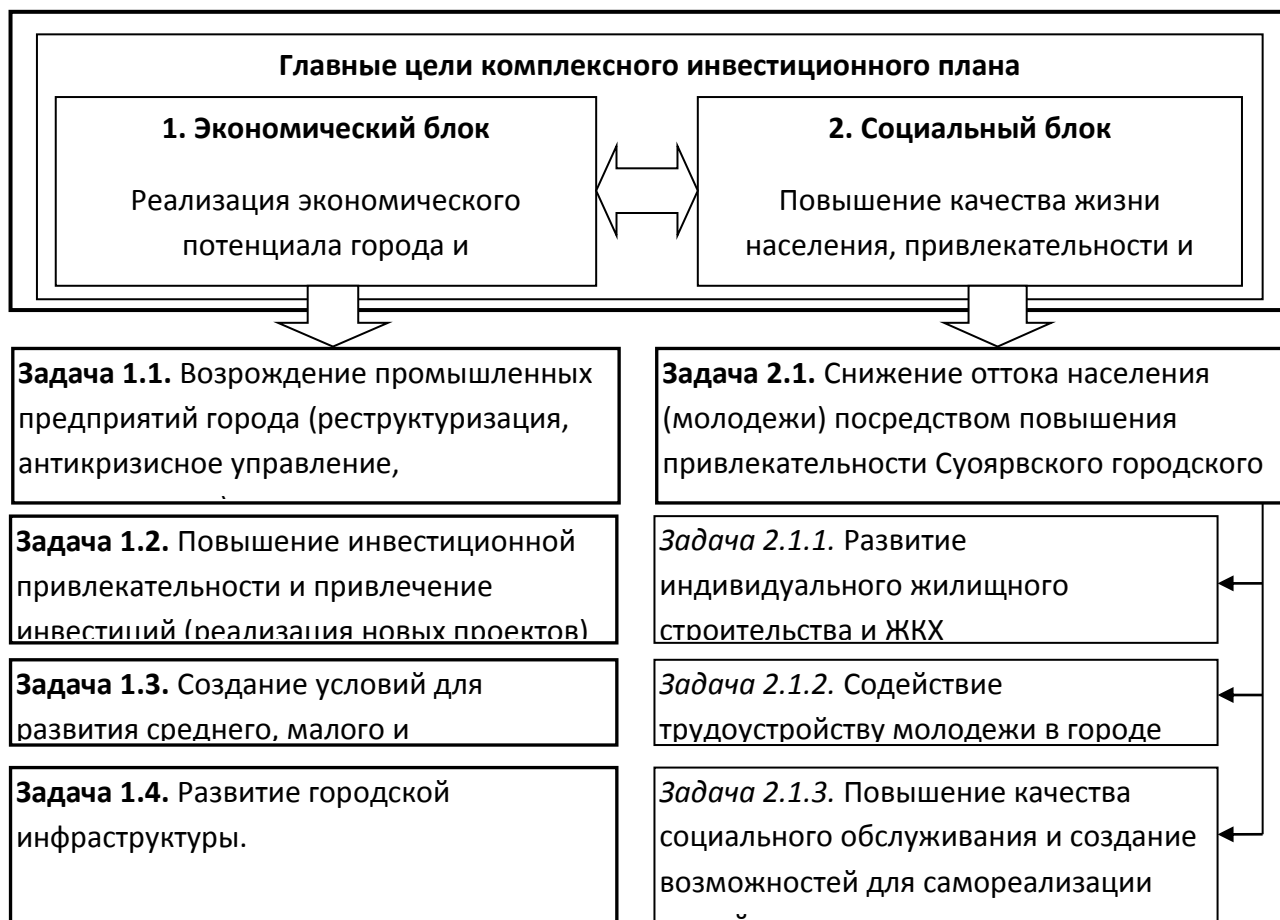 Главные цели комплексного инвестиционного плана
1. Экономический блок
Реализация экономического
потенциала города и
2. Социальный блок
Повышение качества жизни
населения, привлекательности и
Задача 1.1. Возрождение промышленных
предприятий города (реструктуризация,
антикризисное управление,
Задача 1.2. Повышение инвестиционной
привлекательности и привлечение
инвестиций (реализация новых проектов)
Задача 1.3. Создание условий для
развития среднего, малого и
Задача 1.4. Развитие городской
инфраструктуры.
Задача 2.1. Снижение оттока населения
(молодежи) посредством повышения
привлекательности Суоярвского городского
Задача 2.1.1. Развитие
индивидуального жилищного
строительства и ЖКХ
Задача 2.1.2. Содействие
трудоустройству молодежи в городе
Задача 2.1.3. Повышение качества
социального обслуживания и создание
возможностей для самореализации